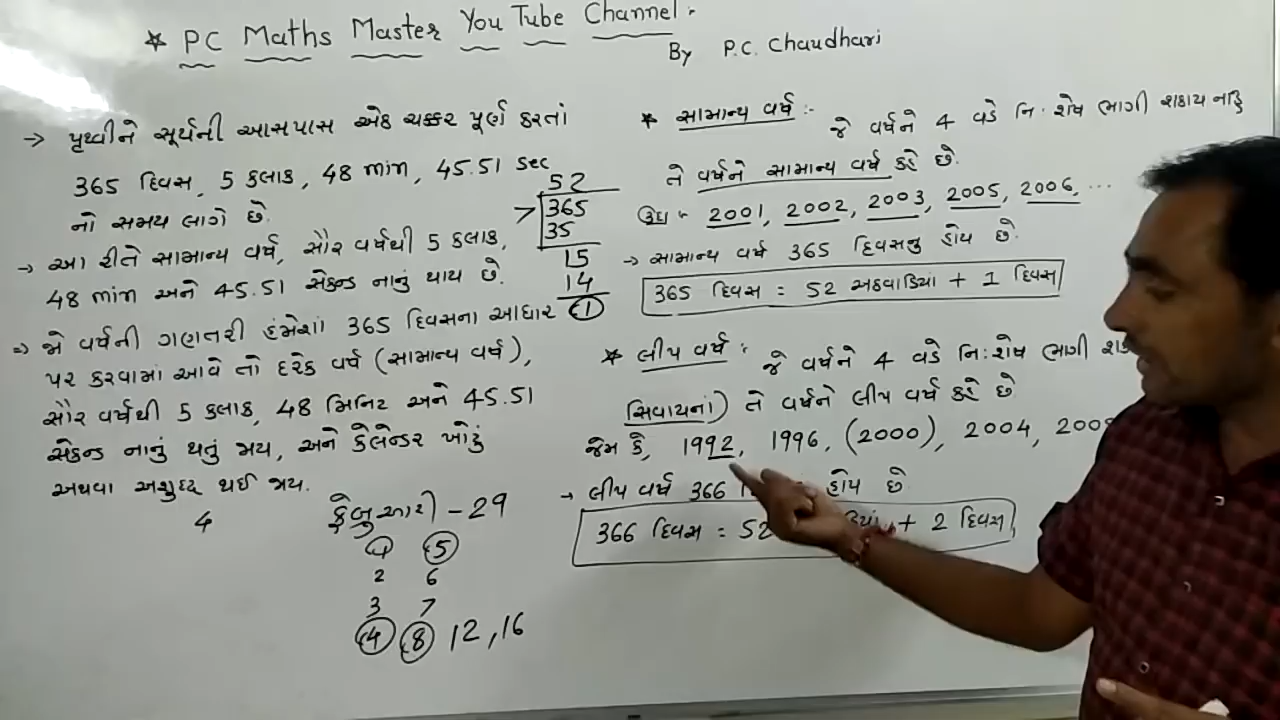 * PC Maths Master You Tube Channel.
By P.C. Chaudhari
→ પૃથ્વીને સૂર્યની આસપાસ એક ચક્કર પૂર્ણ કરતાં
365 દિવસ, 5 કલાક, 48 મીન, 45.51 sec
નો સમય લાગે છે.
→ આ રીતે સામાન્ય વર્ષ, સૌર વર્ષથી 5 કલાક,
48 મીન અને 45.51 સેકન્ડ નાનું થાય છે.
⇒ જો વર્ષની ગણતરી હંમેશાં 365 દિવસના આધાર
પર કરવામાં આવે તો દરેક વર્ષ (સામાન્ય વર્ષ),
સૌર વર્ષથી 5 કલાક, 48 મિનિટ અને 45.51
સેકન્ડ નાનું થતું જાય, અને કેલેન્ડર ખોટું
અથવા અશુદ્ધ થઈ જાય.
52
7 365
35
15
14
1
4
ફેબ્રુઆરી - 29
1 5
2 6
3 7
4 8 12, 16
* સામાન્ય વર્ષ :- જે વર્ષને 4 વડે નિ:શેષ ભાગી શકાય નહિ
તે વર્ષને સામાન્ય વર્ષ કહે છે.
ઉદા :- 2001, 2002, 2003, 2005, 2006, ...
→ સામાન્ય વર્ષ 365 દિવસનુ હોય છે.
365 દિવસ = 52 અઠવાડિયાં + 1 દિવસ
* લીપ વર્ષ :- જે વર્ષને 4 વડે નિ:શેષ ભાગી
સિવાયનાં) તે વર્ષને લીપ વર્ષ કહે છે
જેમ કે, 1992, 1996, (2000), 2004,
→ લીપ વર્ષ 366 હોય છે
366 દિવસ = 52 + 2 દિવસ